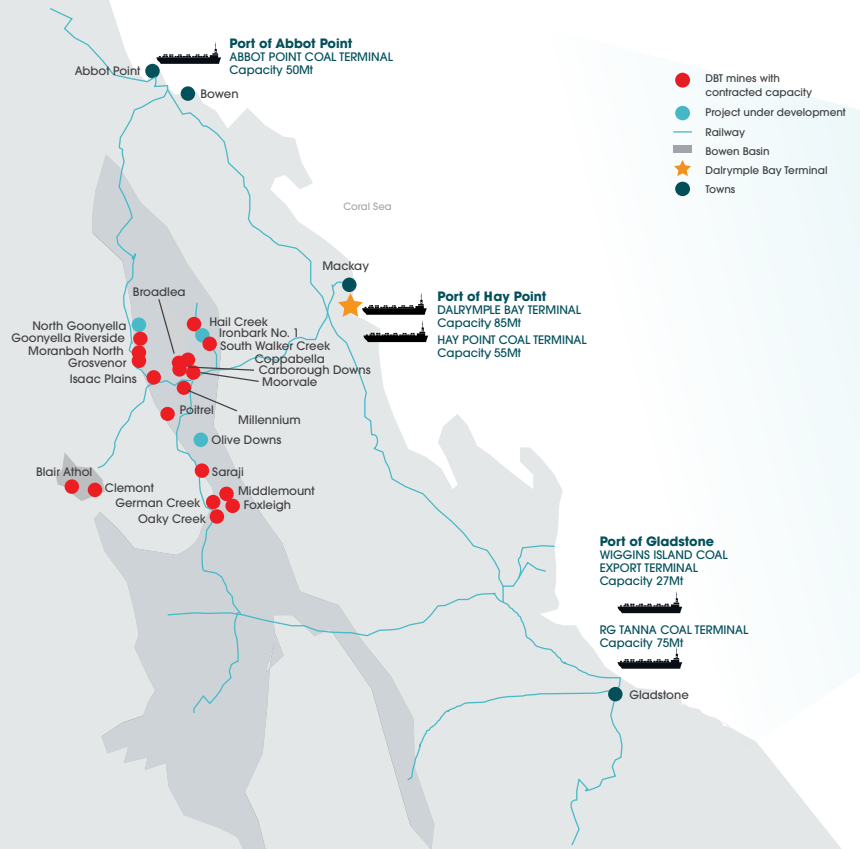 Port of Abbot Point
ABBOT POINT COAL TERMINAL
Capacity 50Mt
Abbot Point
Bowen
DBT mines with
contracted capacity
Project under development
Railway
Bowen Basin
Dalrymple Bay Terminal
Towns
Coral Sea
Mackay
Port of Hay Point
DALRYMPLE BAY TERMINAL
Capacity 85Mt
HAY POINT COAL TERMINAL
Capacity 55Mt
Broadlea
North Goonyella
Goonyella Riverside
Moranbah North
Grosvenor
Isaac Plains
Hail Creek
Ironbark No. 1
South Walker Creek
Coppabella
Carborough Downs
Moorvale
Poitrel
Millennium
Olive Downs
Blair Athol
Clemont
Saraji
Middlemount
German Creek
Foxleigh
Oaky Creek
Port of Gladstone
WIGGINS ISLAND COAL
EXPORT TERMINAL
Capacity 27Mt
RG TANNA COAL TERMINAL
Capacity 75Mt
Gladstone